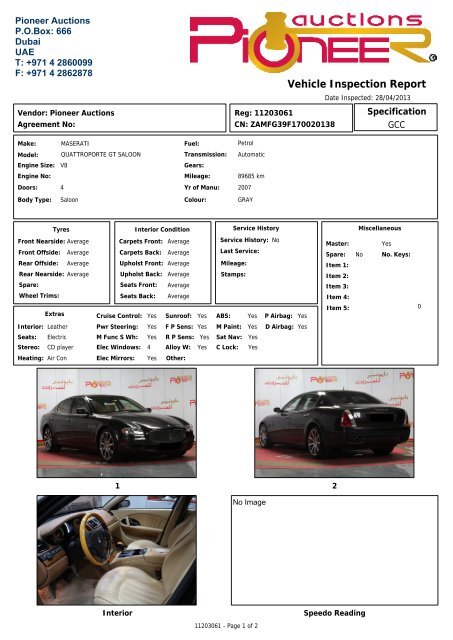 Pioneer Auctions
P.O.Box: 666
Dubai
UAE
T: +971 4 2860099
F: +971 4 2862878
auctions
PIONEER
Vehicle Inspection Report
Date Inspected: 28/04/2013
Vendor: Pioneer Auctions
Agreement No:
Reg: 11203061
CN: ZAMFG39F170020138
Specification
GCC
Make: MASERATI Fuel: Petrol
Model: QUATTROPORTE GT SALOON Transmission: Automatic
Engine Size: V8 Gears:
Engine No: Mileage: 89685 km
Doors: 4 Yr of Manu: 2007
Body Type: Saloon Colour: GRAY
Tyres
Front Nearside: Average
Front Offside: Average
Rear Offside: Average
Rear Nearside: Average
Spare:
Wheel Trims:
Interior Condition
Carpets Front: Average
Carpets Back: Average
Upholst Front: Average
Upholst Back: Average
Seats Front: Average
Seats Back: Average
Service History
Service History: No
Last Service:
Mileage:
Stamps:
Miscellaneous
Master: Yes
Spare: No No. Keys:
Item 1:
Item 2:
Item 3:
Item 4:
Item 5: 0
Extras Cruise Control: Yes Sunroof: Yes ABS: Yes P Airbag: Yes
Interior: Leather Pwr Steering: Yes F P Sens: Yes M Paint: Yes D Airbag: Yes
Seats: Electric M Func S Wh: Yes R P Sens: Yes Sat Nav: Yes
Stereo: CD player Elec Windows: 4 Alloy W: Yes C Lock: Yes
Heating: Air Con Elec Mirrors: Yes Other:
1
2
No Image
Interior
Speedo Reading
11203061 - Page 1 of 2